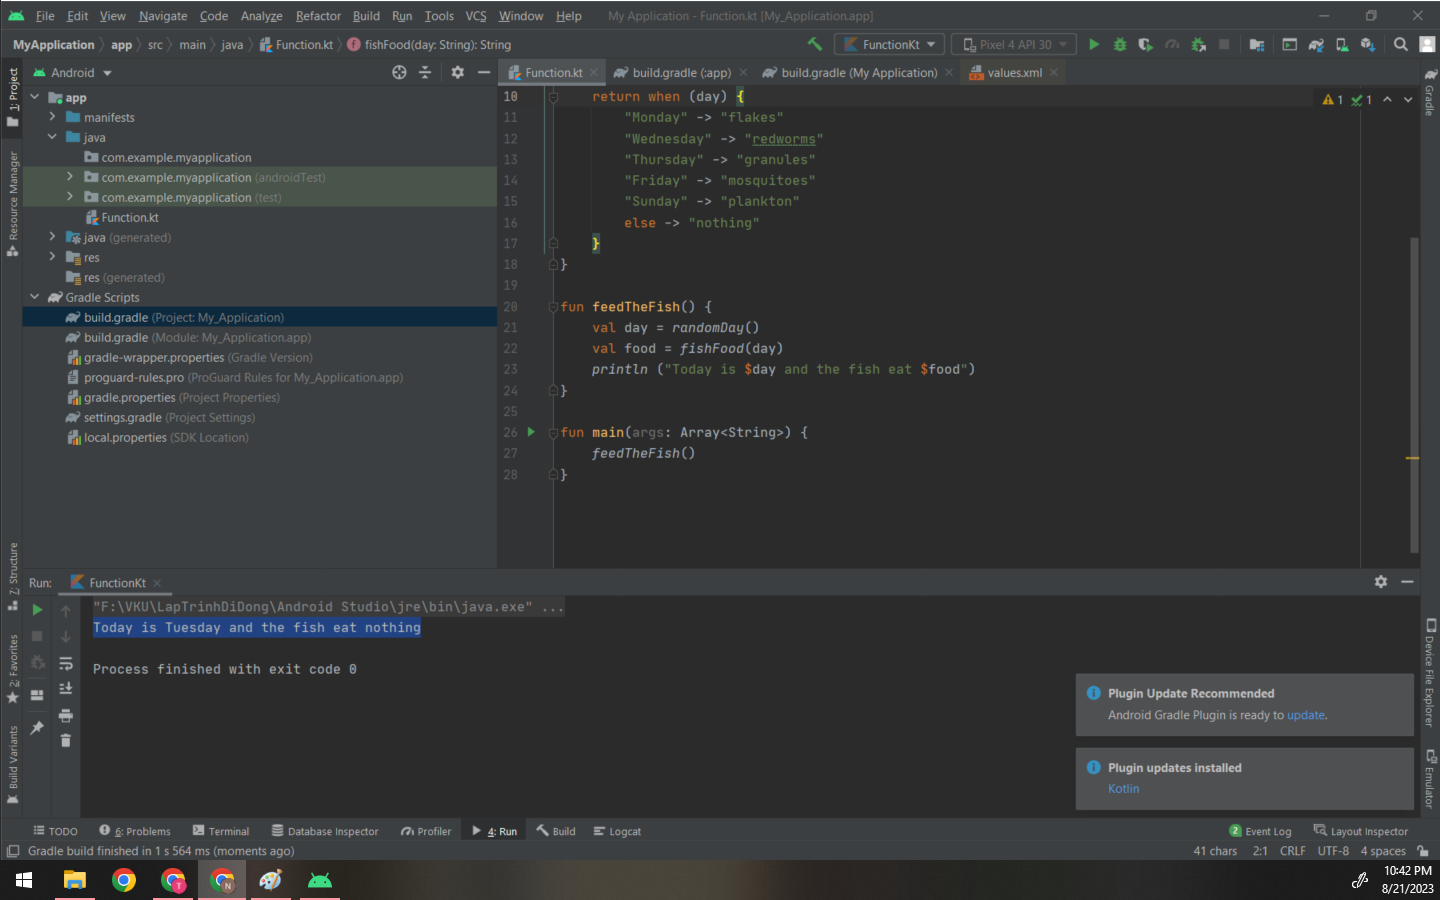 File Edit View Navigate Code Analyze Refactor Build Run Tools VCS Window Help My Application - Function.kt [My_Application.app]
MyApplication app src main java Function.kt fishFood(day: String): String FunctionKt Pixel 4 API 30
Android Function.kt build.gradle (:app) build.gradle (My Application) values.xml
1: Project
Resource Manager
Z: Structure
2: Favorites
Build Variants
app
manifests
java
com.example.myapplication
com.example.myapplication (androidTest)
com.example.myapplication (test)
Function.kt
java (generated)
res
res (generated)
Gradle Scripts
build.gradle (Project: My_Application)
build.gradle (Module: My_Application.app)
gradle-wrapper.properties (Gradle Version)
proguard-rules.pro (ProGuard Rules for My_Application.app)
gradle.properties (Project Properties)
settings.gradle (Project Settings)
local.properties (SDK Location)
1 1
10 return when (day) {
11 "Monday" -> "flakes"
12 "Wednesday" -> "redworms"
13 "Thursday" -> "granules"
14 "Friday" -> "mosquitoes"
15 "Sunday" -> "plankton"
16 else -> "nothing"
17 }
18 }
19
20 fun feedTheFish() {
21 val day = randomDay()
22 val food = fishFood(day)
23 println ("Today is $day and the fish eat $food")
24 }
25
26 fun main(args: Array<String>) {
27 feedTheFish()
28 }
Gradle
Device File Explorer
Emulator
Run: FunctionKt
"F:\VKU\LapTrinhDiDong\Android Studio\jre\bin\java.exe" ...
Today is Tuesday and the fish eat nothing
Process finished with exit code 0
Plugin Update Recommended
Android Gradle Plugin is ready to update.
Plugin updates installed
Kotlin
TODO 6: Problems Terminal Database Inspector Profiler 4: Run Build Logcat 2 Event Log Layout Inspector
Gradle build finished in 1 s 564 ms (moments ago) 41 chars 2:1 CRLF UTF-8 4 spaces
T N
10:42 PM
8/21/2023